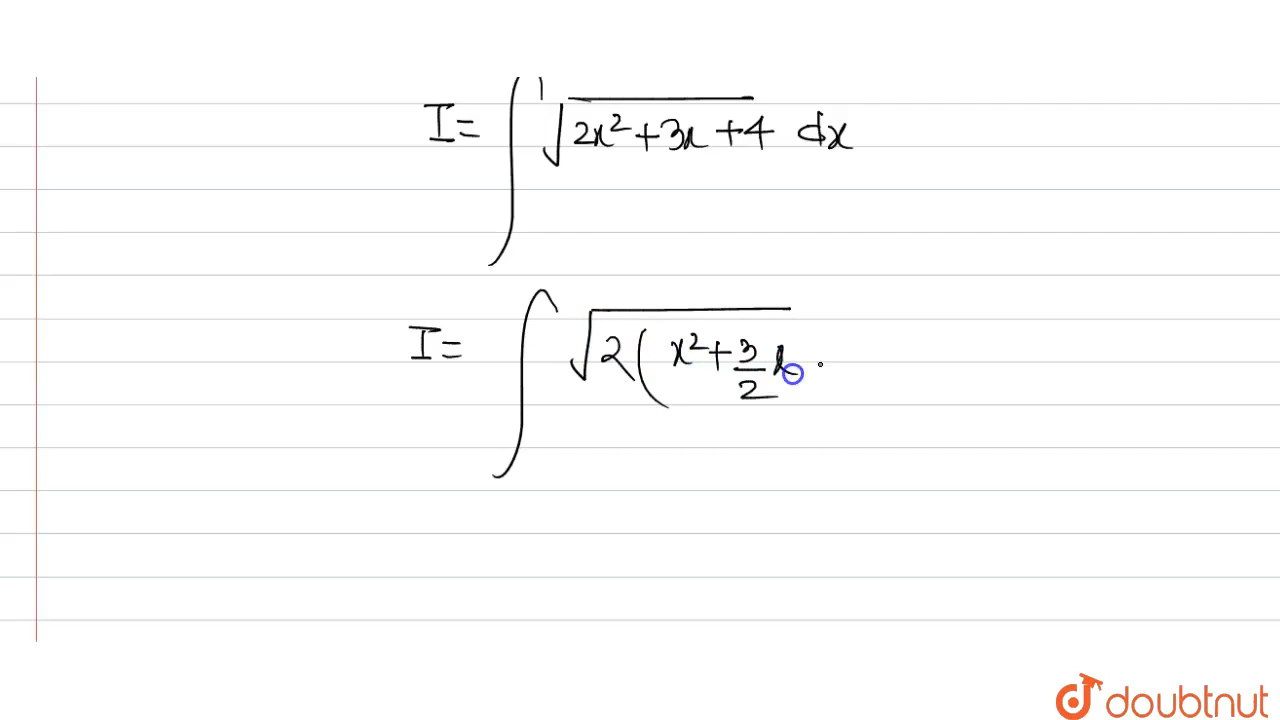 I = ∫ √(2x² + 3x + 4) dx
I = ∫ √2(x² + 3/2 x
doubtnut